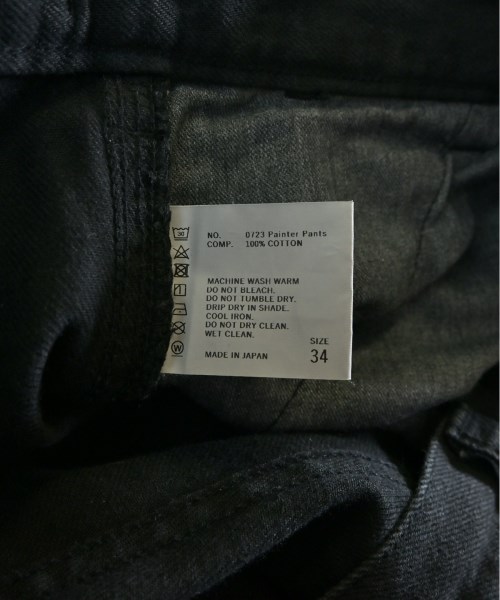 NO. 0723 Painter Pants
COMP. 100% COTTON
MACHINE WASH WARM
DO NOT BLEACH.
DO NOT TUMBLE DRY.
DRIP DRY IN SHADE.
COOL IRON.
DO NOT DRY CLEAN.
WET CLEAN.
SIZE
MADE IN JAPAN 34
30
W